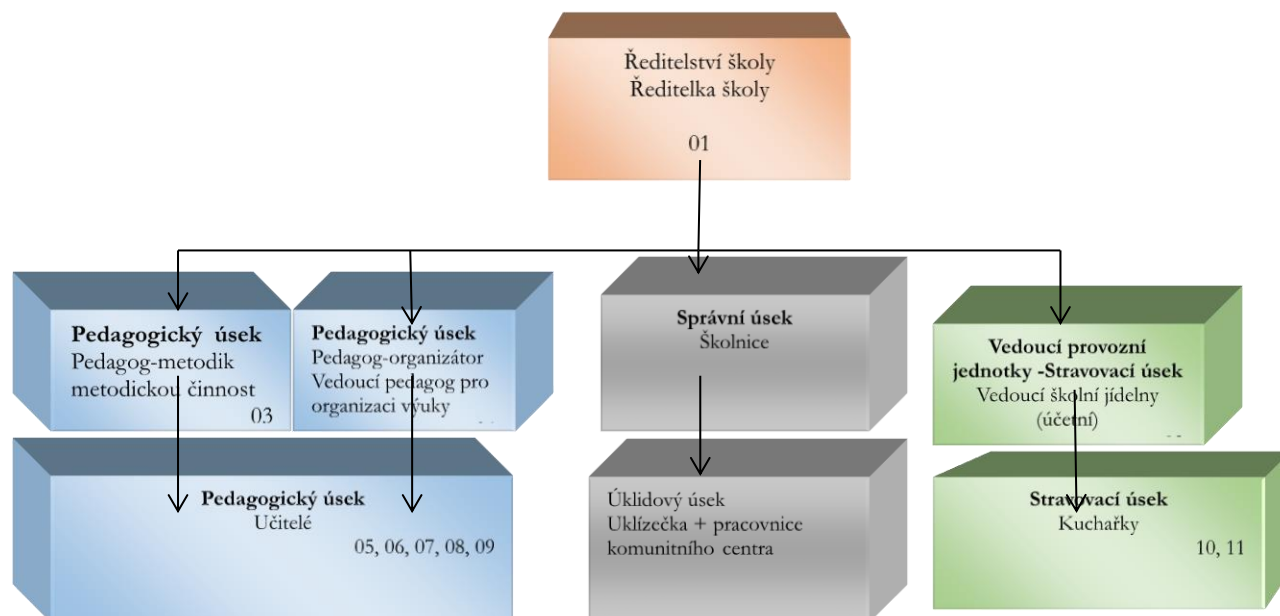 Ředitelství školy
Ředitelka školy
01
Pedagogický úsek
Pedagog-metodik
metodickou činnost
03
Pedagogický úsek
Pedagog-organizátor
Vedoucí pedagog pro
organizaci výuky
Správní úsek
Školnice
Vedoucí provozní
jednotky -Stravovací úsek
Vedoucí školní jídelny
(účetní)
Pedagogický úsek
Učitelé
05, 06, 07, 08, 09
Úklidový úsek
Uklízečka + pracovnice
komunitního centra
Stravovací úsek
Kuchařky
10, 11